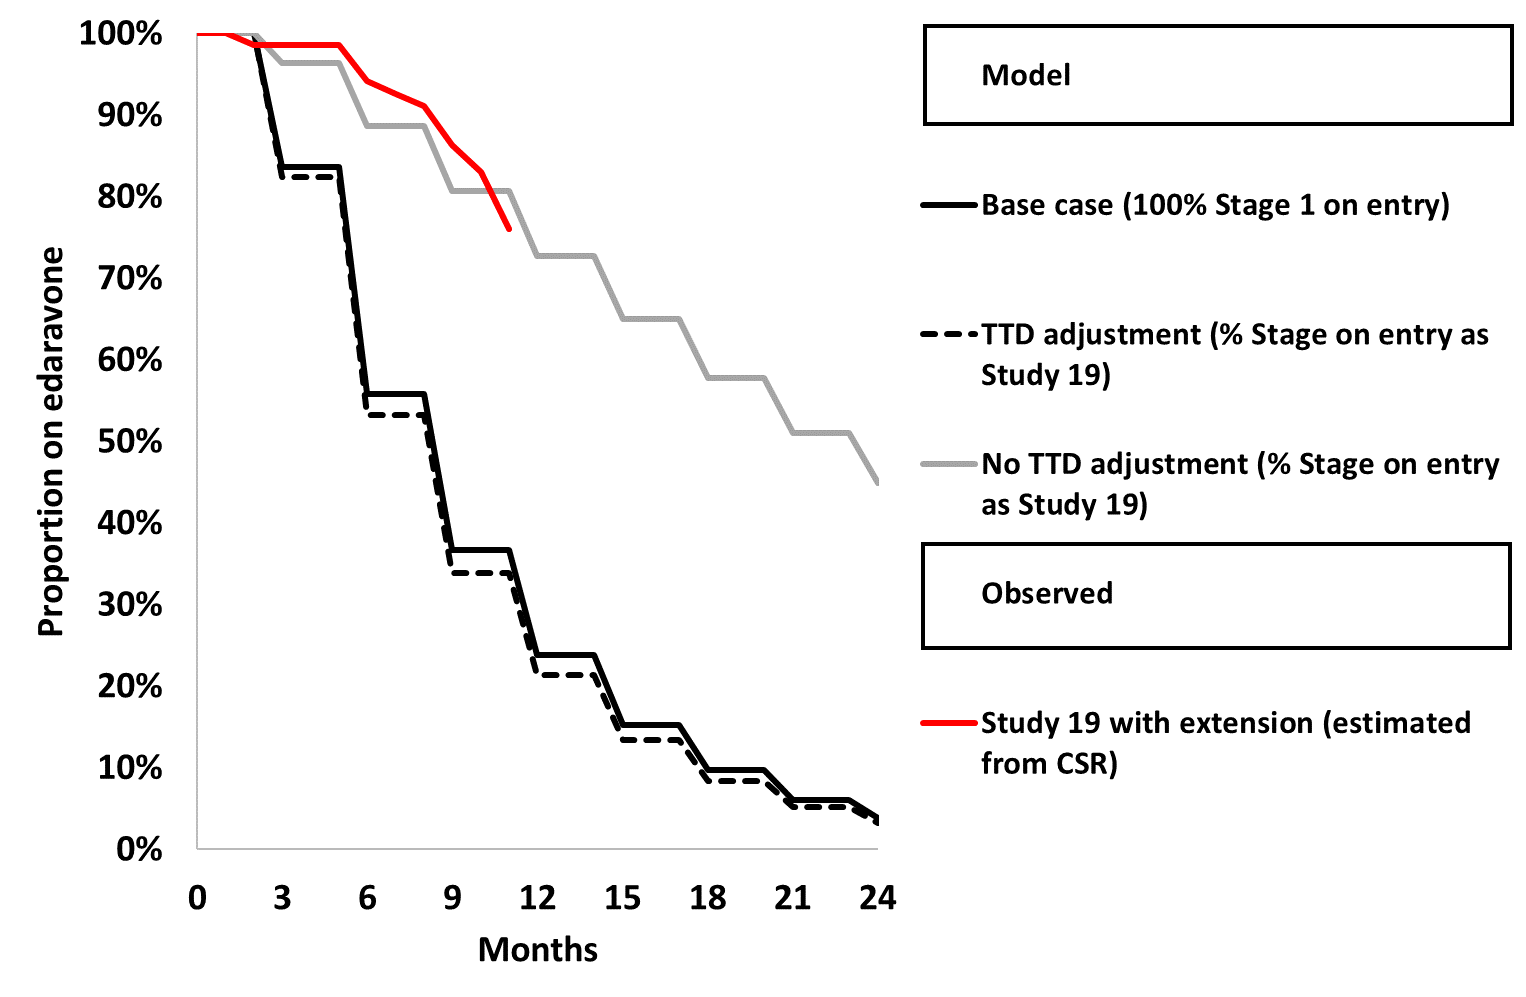 100%
90%
80%
70%
60%
50%
40%
30%
20%
10%
0%
Proportion on edaravone
0 3 6 9 12 15 18 21 24
Months
Model
Base case (100% Stage 1 on entry)
TTD adjustment (% Stage on entry as
Study 19)
No TTD adjustment (% Stage on entry
as Study 19)
Observed
Study 19 with extension (estimated
from CSR)